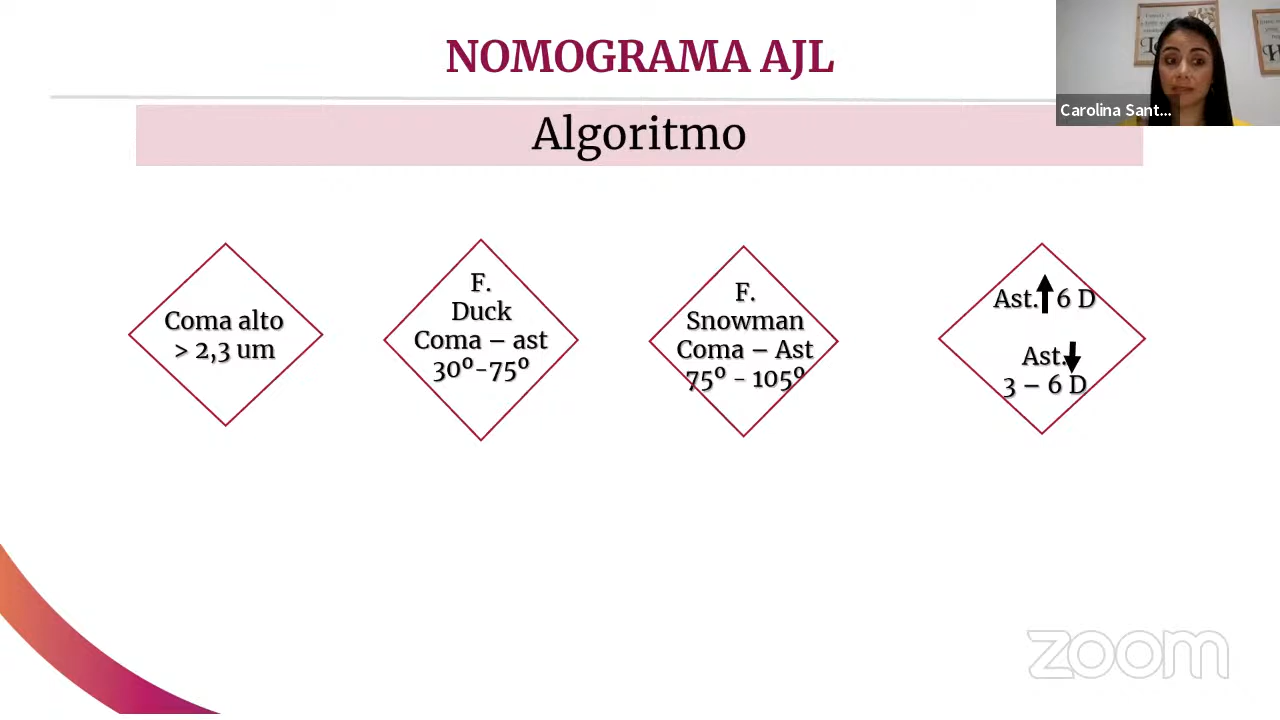 NOMOGRAMA AJL
Carolina Sant...
Algoritmo
Coma alto
> 2,3 um
F.
Duck
Coma – ast
30º-75º
F.
Snowman
Coma – Ast
75º - 105º
Ast. 6 D
Ast.
3 – 6 D
zoom